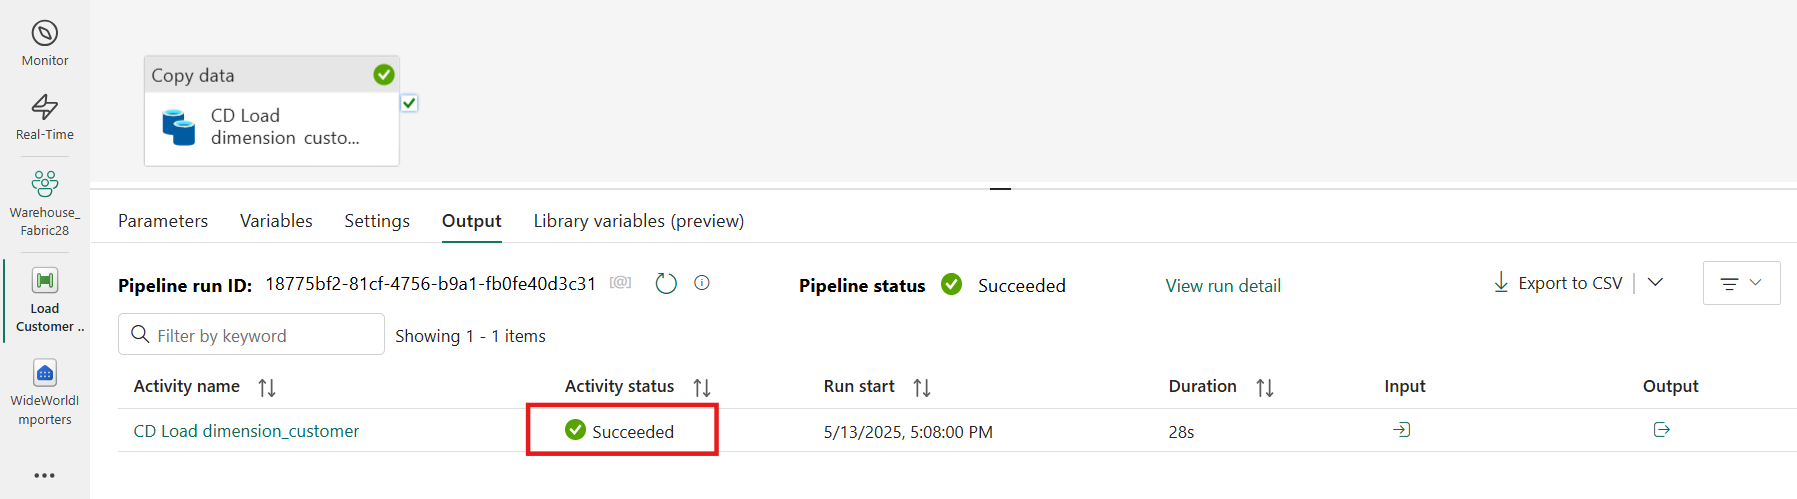 Monitor
Real-Time
Warehouse_
Fabric28
Load
Customer ..
WideWorldI
mporters
Copy data
CD Load
dimension_custo...
Parameters Variables Settings Output Library variables (preview)
Pipeline run ID: 18775bf2-81cf-4756-b9a1-fb0fe40d3c31 [@] Pipeline status Succeeded View run detail Export to CSV
Filter by keyword Showing 1 - 1 items
Activity name Activity status Run start Duration Input Output
CD Load dimension_customer Succeeded 5/13/2025, 5:08:00 PM 28s